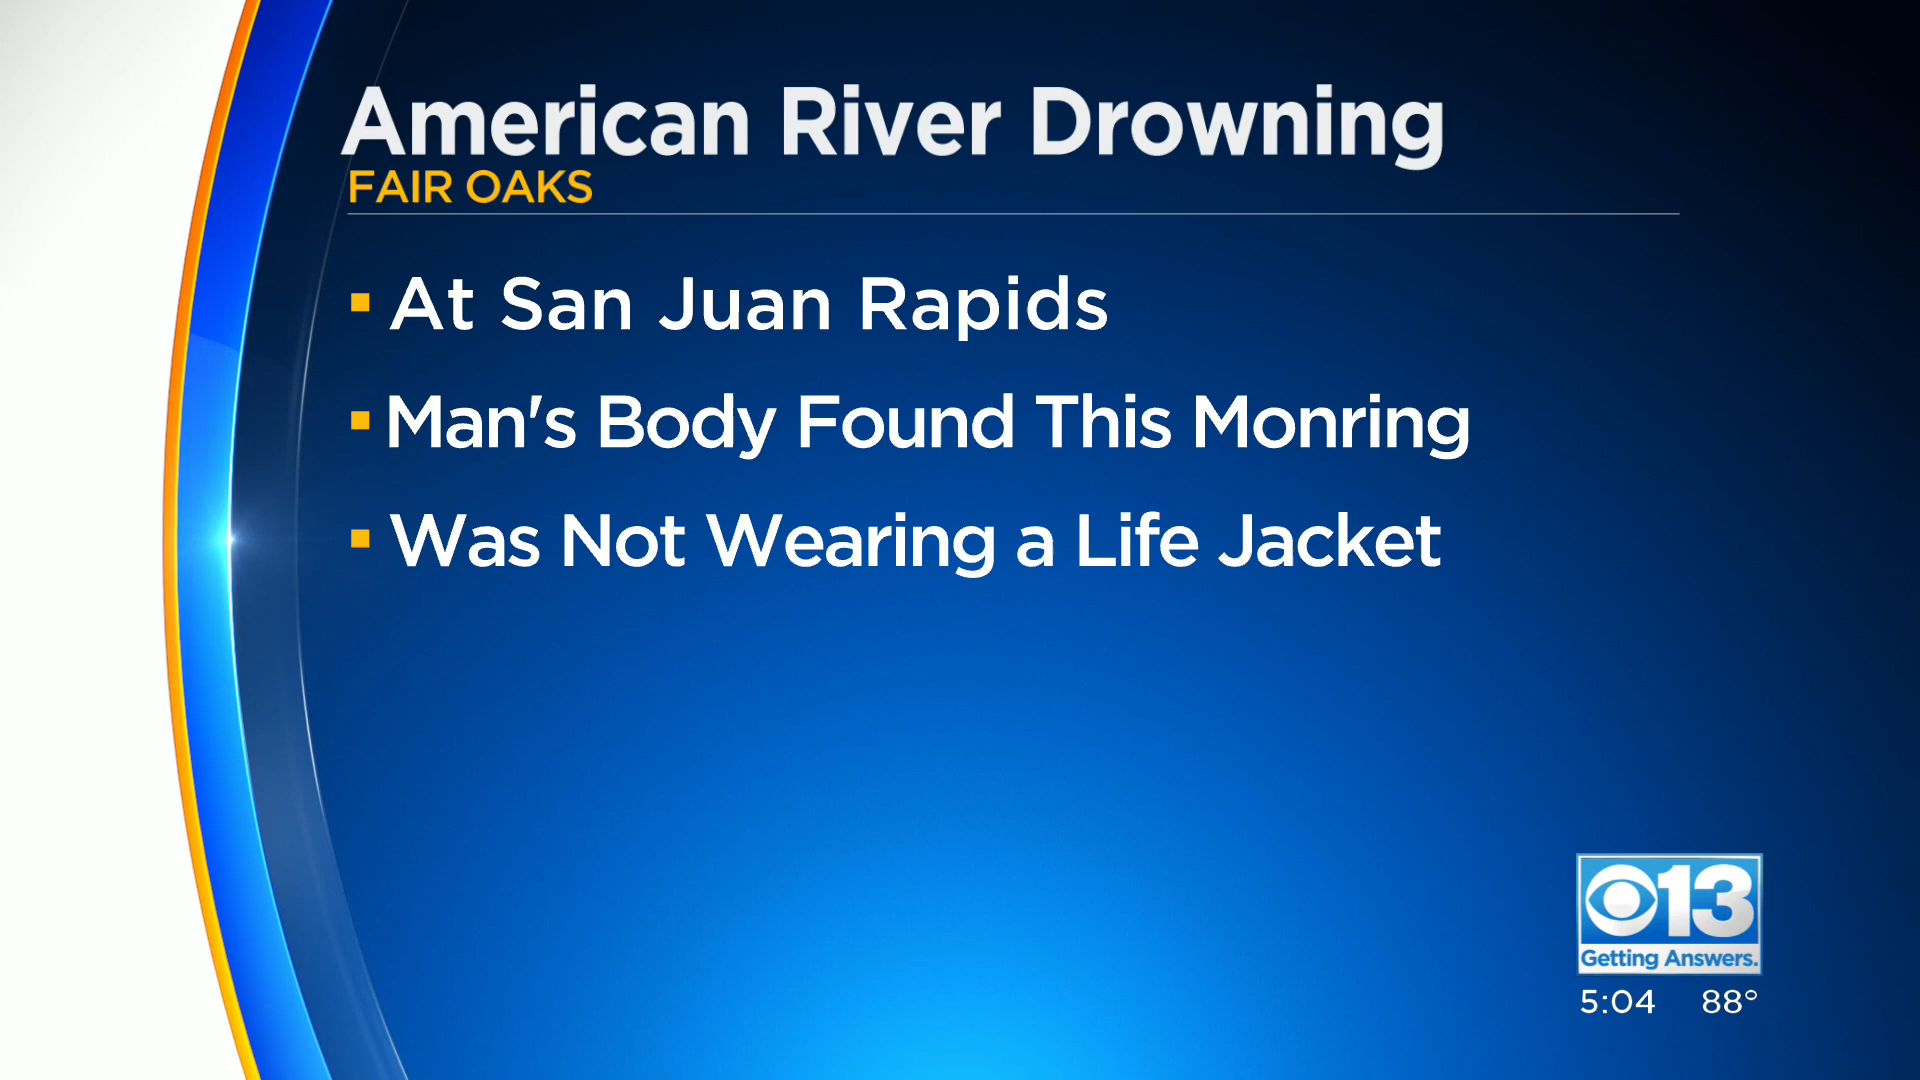 American River Drowning
FAIR OAKS
At San Juan Rapids
Man's Body Found This Monring
Was Not Wearing a Life Jacket
13
Getting Answers.
5:04 88°